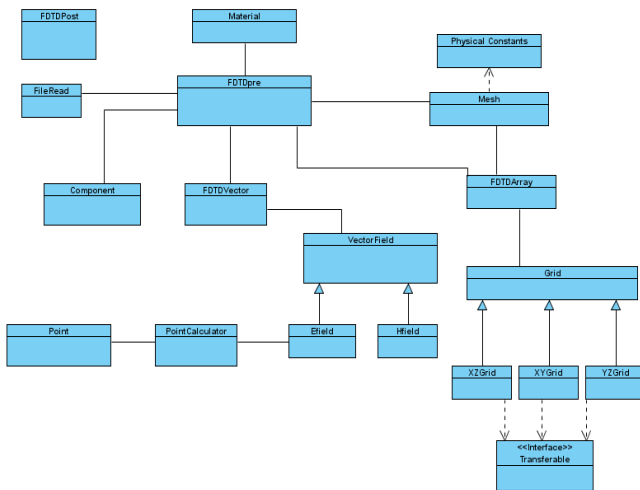 FDTDPost
Material
Physical Constants
FDTDpre
FileRead
Mesh
Component
FDTDVector
FDTDArray
VectorField
Grid
Point
PointCalculator
Efield
Hfield
XZGrid
XYGrid
YZGrid
<<Interface>>
Transferable